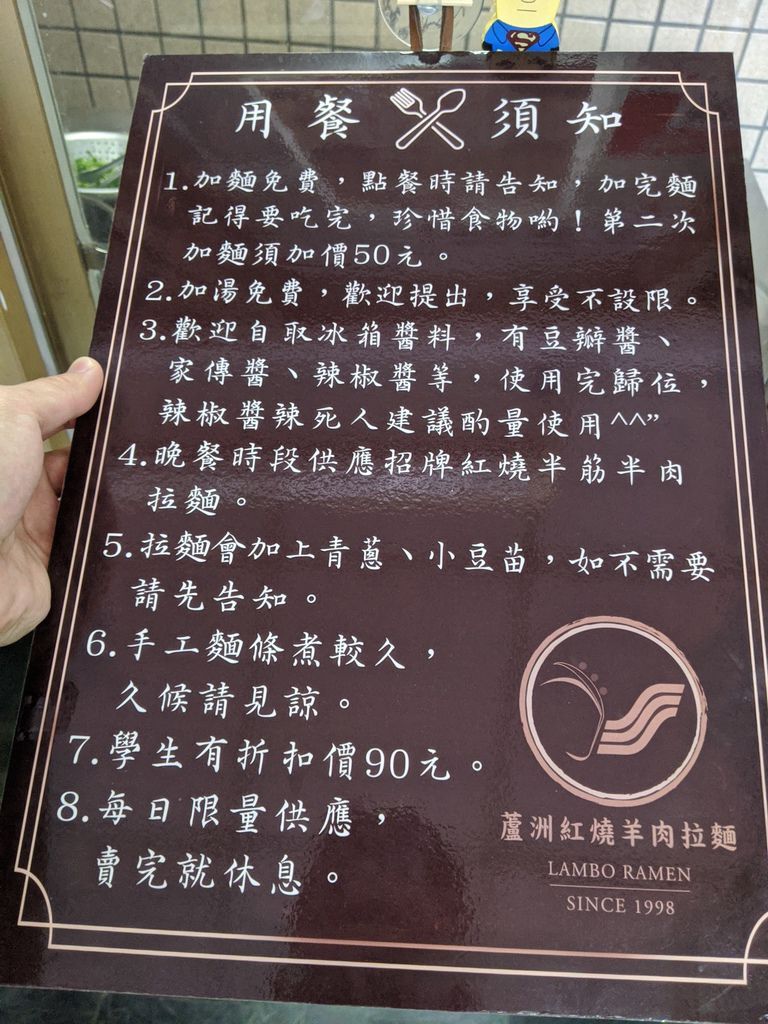 用餐須知
1.加麵免費，點餐時請告知，加完麵
記得要吃完，珍惜食物喲！第二次
加麵須加價50元。
2.加湯免費，歡迎提出，享受不設限。
3.歡迎自取冰箱醬料，有豆瓣醬、
家傳醬、辣椒醬等，使用完歸位，
辣椒醬辣死人建議酌量使用^^”
4.晚餐時段供應招牌紅燒半筋半肉
拉麵。
5.拉麵會加上青蔥、小豆苗，如不需要
請先告知。
6.手工麵條煮較久，
久候請見諒。
7.學生有折扣價90元。
8.每日限量供應，
賣完就休息。
蘆洲紅燒羊肉拉麵
LAMBO RAMEN
SINCE 1998